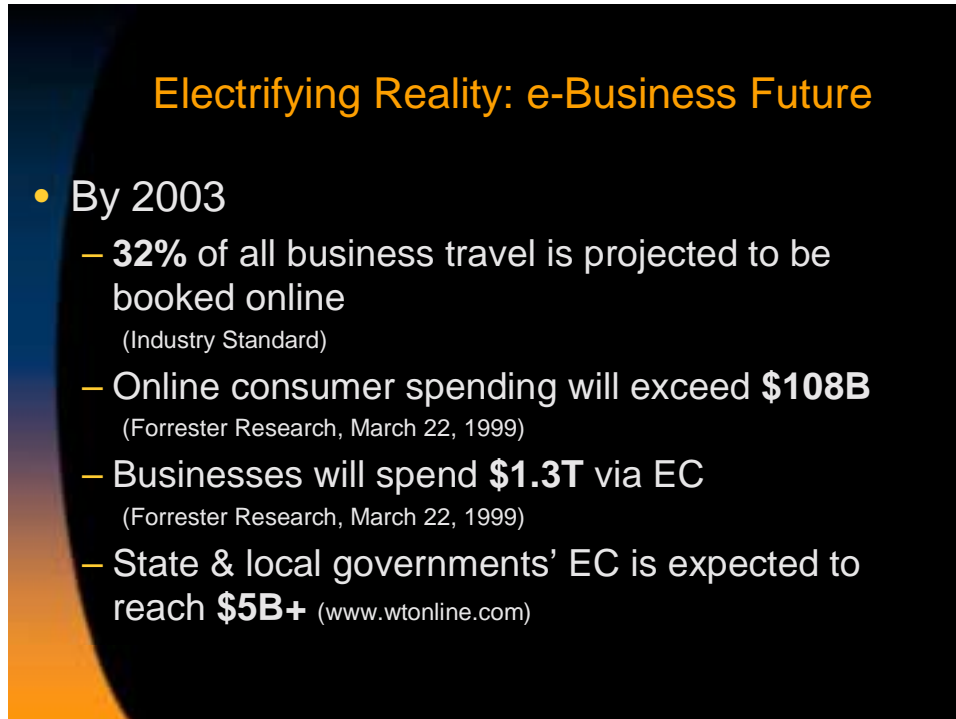 Electrifying Reality: e-Business Future
• By 2003
– 32% of all business travel is projected to be
booked online
(Industry Standard)
– Online consumer spending will exceed $108B
(Forrester Research, March 22, 1999)
– Businesses will spend $1.3T via EC
(Forrester Research, March 22, 1999)
– State & local governments’ EC is expected to
reach $5B+ (www.wtonline.com)